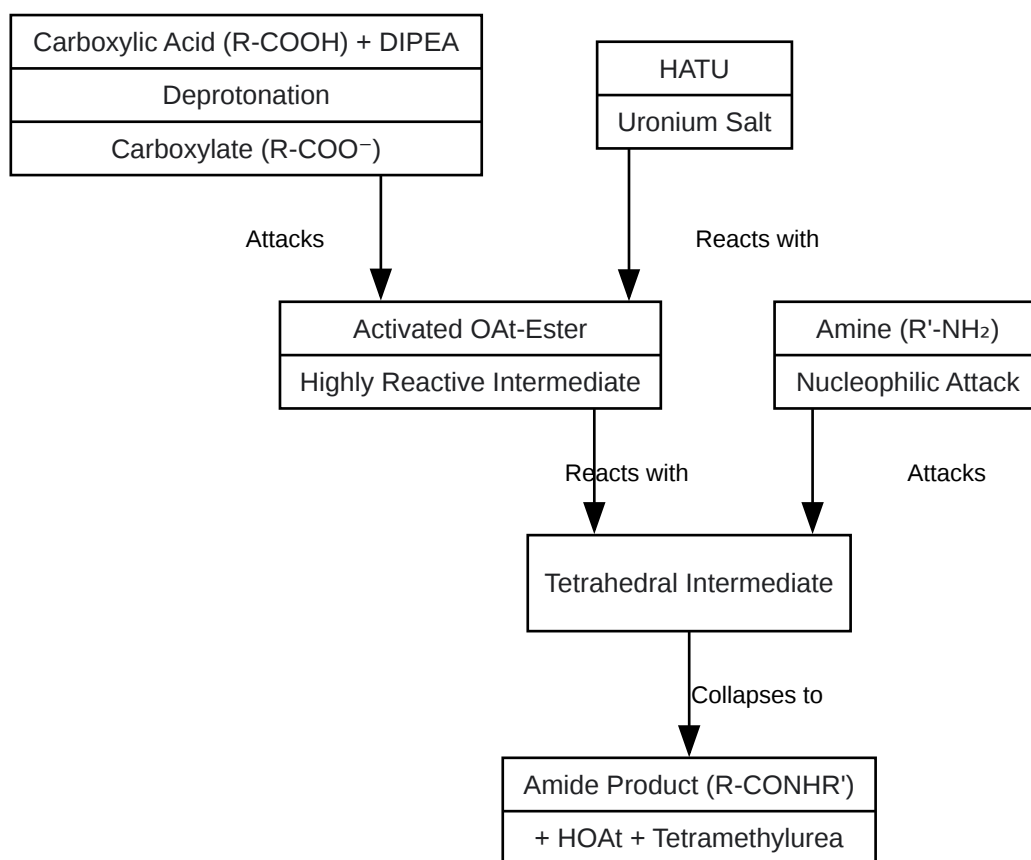 Carboxylic Acid (R-COOH) + DIPEA
Deprotonation
Carboxylate (R-COO⁻)
HATU
Uronium Salt
Attacks
Reacts with
Activated OAt-Ester
Highly Reactive Intermediate
Amine (R'-NH₂)
Nucleophilic Attack
Reacts with
Attacks
Tetrahedral Intermediate
Collapses to
Amide Product (R-CONHR')
+ HOAt + Tetramethylurea